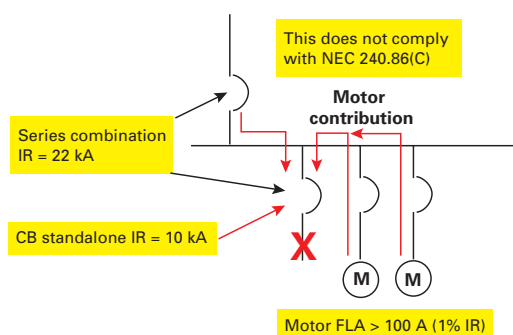 This does not comply
with NEC 240.86(C)
Motor
contribution
Series combination
IR = 22 kA
CB standalone IR = 10 kA
X
M
M
Motor FLA > 100 A (1% IR)